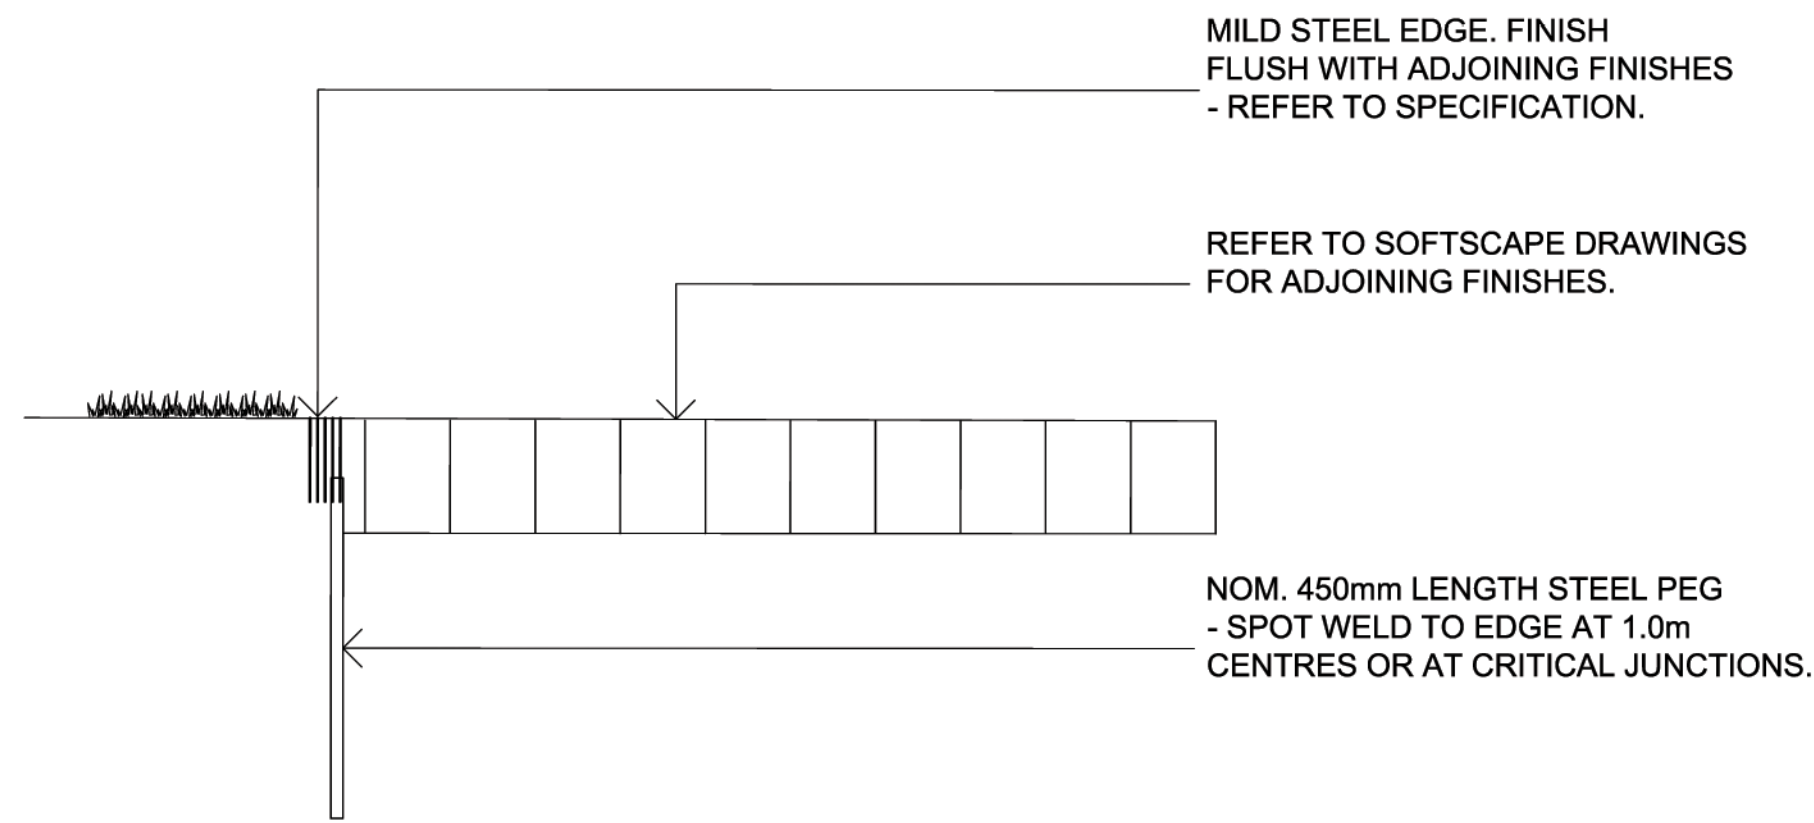 MILD STEEL EDGE. FINISH
FLUSH WITH ADJOINING FINISHES
- REFER TO SPECIFICATION.
REFER TO SOFTSCAPE DRAWINGS
FOR ADJOINING FINISHES.
NOM. 450mm LENGTH STEEL PEG
- SPOT WELD TO EDGE AT 1.0m
CENTRES OR AT CRITICAL JUNCTIONS.